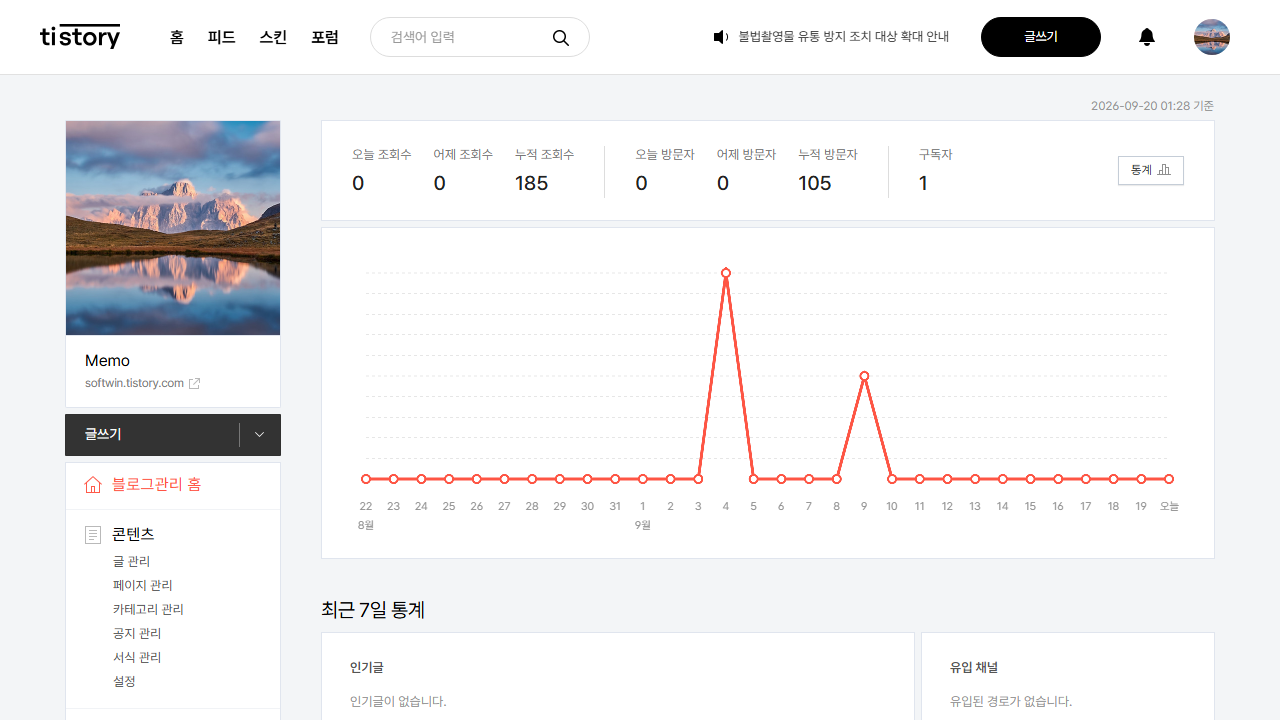 tistory 홈 피드 스킨 포럼 검색어 입력 불법촬영물 유통 방지 조치 대상 확대 안내 글쓰기
2026-09-20 01:28 기준
오늘 조회수 어제 조회수 누적 조회수 오늘 방문자 어제 방문자 누적 방문자 구독자
0 0 185 0 0 105 1
통계
Memo
softwin.tistory.com
글쓰기
블로그관리 홈
콘텐츠
글 관리
페이지 관리
카테고리 관리
공지 관리
서식 관리
설정
22 23 24 25 26 27 28 29 30 31 1 2 3 4 5 6 7 8 9 10 11 12 13 14 15 16 17 18 19 오늘
8월 9월
최근 7일 통계
인기글
인기글이 없습니다.
유입 채널
유입된 경로가 없습니다.